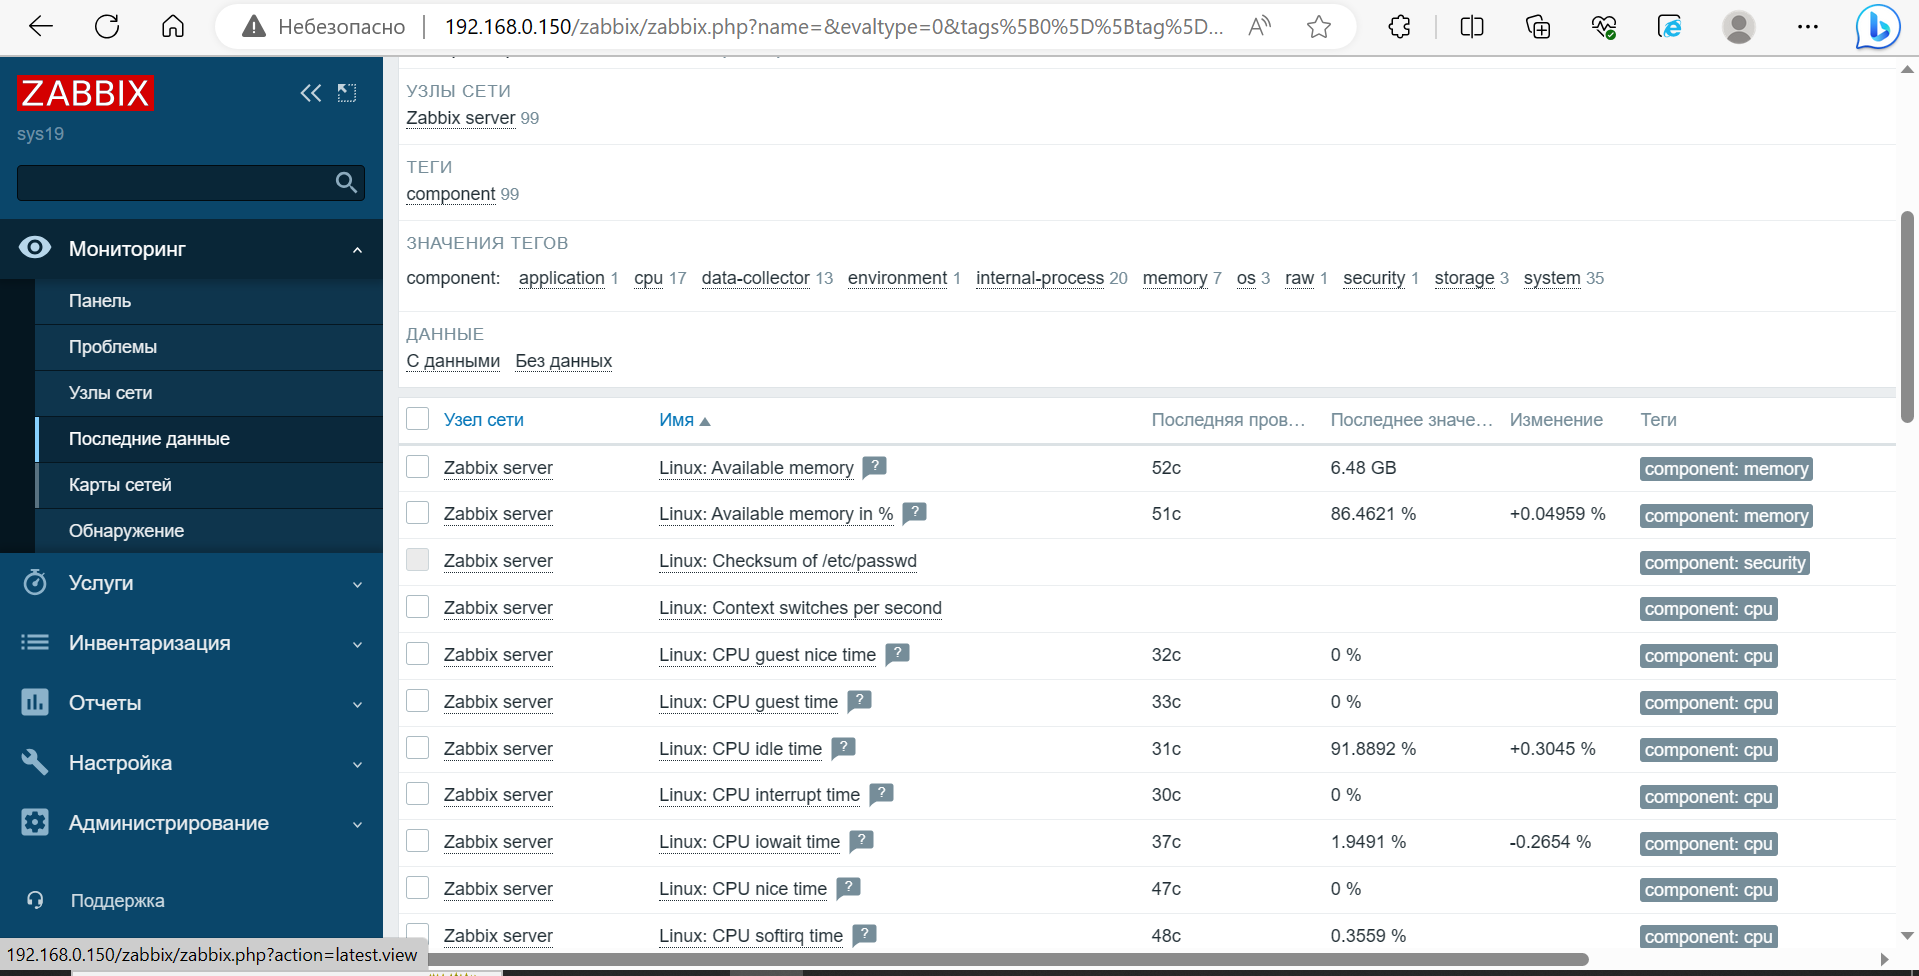 Небезопасно 192.168.0.150/zabbix/zabbix.php?name=&evaltype=0&tags%5B0%5D%5Btag%5D...
ZABBIX
sys19
Мониторинг
Панель
Проблемы
Узлы сети
Последние данные
Карты сетей
Обнаружение
Услуги
Инвентаризация
Отчеты
Настройка
Администрирование
Поддержка
192.168.0.150/zabbix/zabbix.php?action=latest.view
УЗЛЫ СЕТИ
Zabbix server 99
ТЕГИ
component 99
ЗНАЧЕНИЯ ТЕГОВ
component: application 1 cpu 17 data-collector 13 environment 1 internal-process 20 memory 7 os 3 raw 1 security 1 storage 3 system 35
ДАННЫЕ
С данными Без данных
Узел сети Имя Последняя пров... Последнее значе... Изменение Теги
Zabbix server Linux: Available memory ? 52с 6.48 GB component: memory
Zabbix server Linux: Available memory in % ? 51с 86.4621 % +0.04959 % component: memory
Zabbix server Linux: Checksum of /etc/passwd component: security
Zabbix server Linux: Context switches per second component: cpu
Zabbix server Linux: CPU guest nice time ? 32с 0 % component: cpu
Zabbix server Linux: CPU guest time ? 33с 0 % component: cpu
Zabbix server Linux: CPU idle time ? 31с 91.8892 % +0.3045 % component: cpu
Zabbix server Linux: CPU interrupt time ? 30с 0 % component: cpu
Zabbix server Linux: CPU iowait time ? 37с 1.9491 % -0.2654 % component: cpu
Zabbix server Linux: CPU nice time ? 47с 0 % component: cpu
Zabbix server Linux: CPU softirq time ? 48с 0.3559 % component: cpu